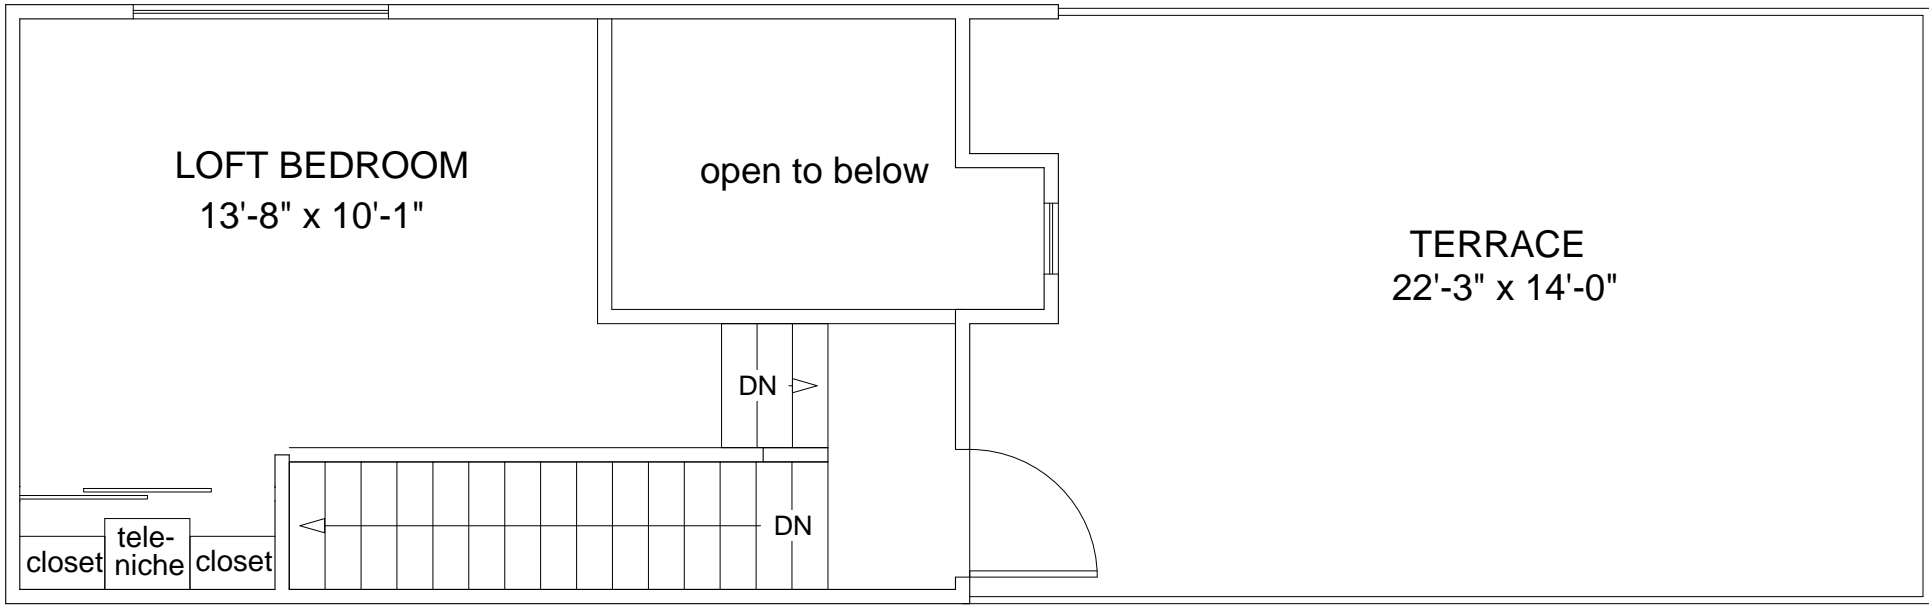 LOFT BEDROOM
13'-8" x 10'-1"
open to below
TERRACE
22'-3" x 14'-0"
DN
DN
closet
tele-
niche
closet